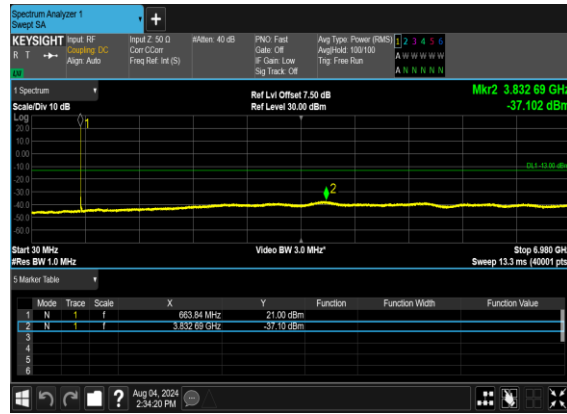 Spectrum Analyzer 1
Swept SA
+
KEYSIGHT Input: RF Input Z: 50 Ω #Atten: 40 dB PNO: Fast Avg Type: Power (RMS) 1 2 3 4 5 6
R T Coupling: DC Corr CCorr Gate: Off Avg|Hold: 100/100 A W W W W W
Align: Auto Freq Ref: Int (S) IF Gain: Low Trig: Free Run
Sig Track: Off A N N N N N
1 Spectrum Ref Lvl Offset 7.50 dB Mkr2 3.832 69 GHz
Scale/Div 10 dB Ref Level 30.00 dBm -37.102 dBm
Log
20.0
10.0
0.00
-10.0
-20.0
-30.0
-40.0
-50.0
-60.0
1
2
DL1 -13.00 dBm
Start 30 MHz Video BW 3.0 MHz* Stop 6.980 GHz
#Res BW 1.0 MHz Sweep 13.3 ms (40001 pts)
5 Marker Table
Mode Trace Scale X Y Function Function Width Function Value
1 N 1 f 663.84 MHz 21.00 dBm
2 N 1 f 3.832 69 GHz -37.10 dBm
3
4
5
6
? Aug 04, 2024
2:34:20 PM